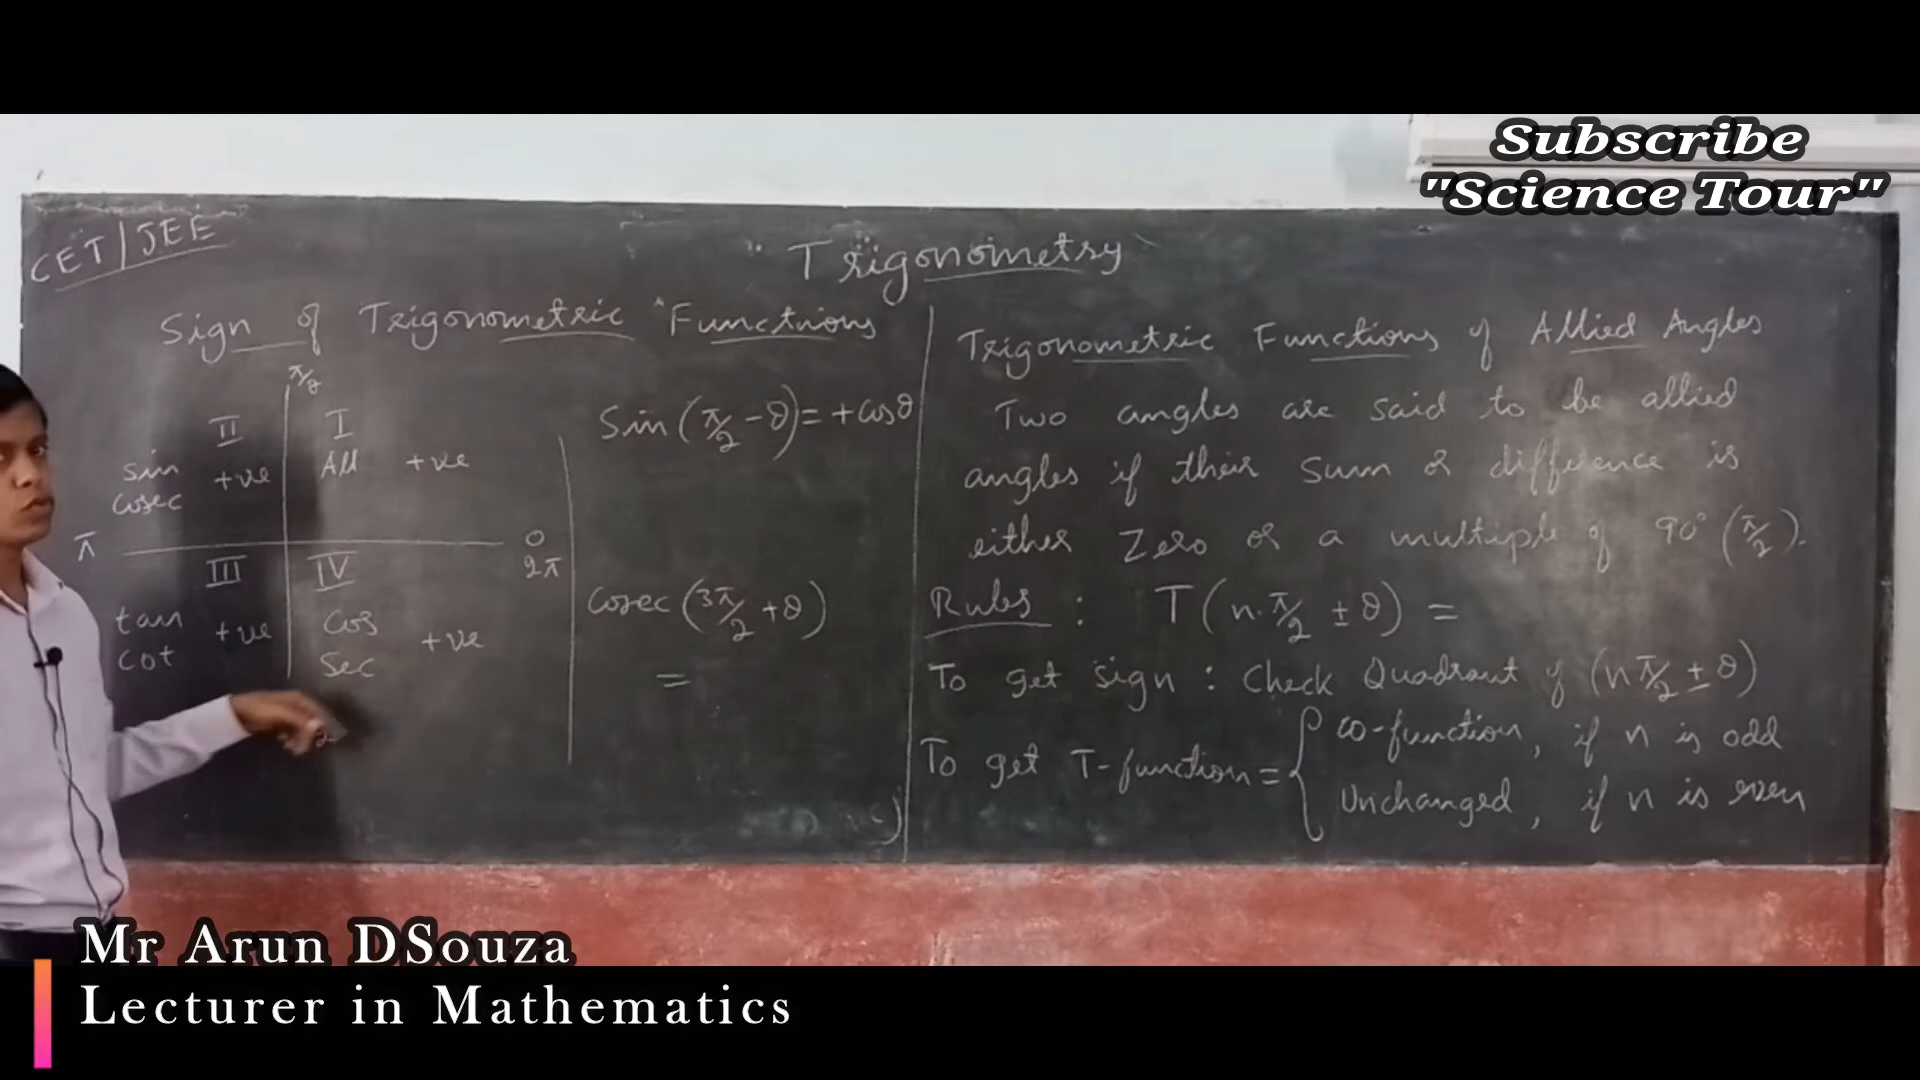 Subscribe
"Science Tour"
CET/JEE
Trigonometry
Sign of Trigonometric Functions
π/2
II
I
sin
cosec +ve
All +ve
π
0
2π
III
IV
tan
cot +ve
cos
sec +ve
Sin(π/2-θ)=+cosθ
cosec(3π/2+θ)
=
Trigonometric Functions of Allied Angles
Two angles are said to be allied
angles if their sum or difference is
either zero or a multiple of 90° (π/2).
Rules : T(n·π/2 ± θ) =
To get sign : Check Quadrant of (nπ/2 ± θ)
To get T-function = { co-function, if n is odd
unchanged, if n is even
Mr Arun DSouza
Lecturer in Mathematics